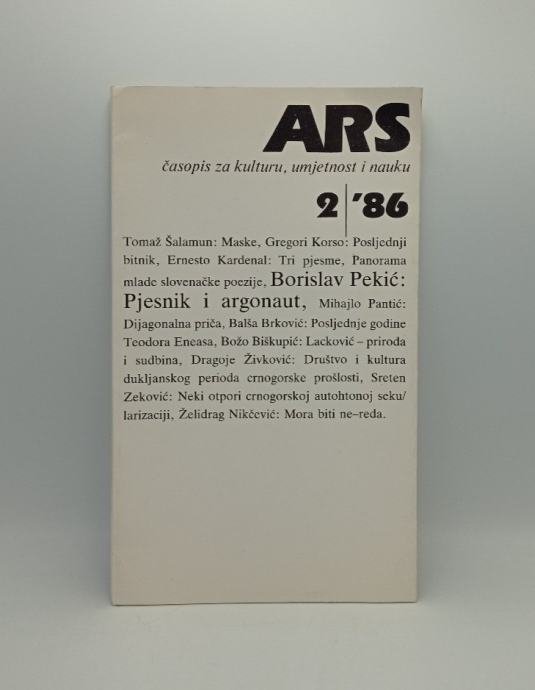 ARS
časopis za kulturu, umjetnost i nauku
2 '86
Tomaž Šalamun: Maske, Gregori Korso: Posljednji
bitnik, Ernesto Kardenal: Tri pjesme, Panorama
mlade slovenačke poezije, Borislav Pekić:
Pjesnik i argonaut, Mihajlo Pantić:
Dijagonalna priča, Balša Brković: Posljednje godine
Teodora Eneasa, Božo Biškupić: Lacković – priroda
i sudbina, Dragoje Živković: Društvo i kultura
dukljanskog perioda crnogorske prošlosti, Sreten
Zeković: Neki otpori crnogorskoj autohtonoj seku/
larizaciji, Želidrag Nikčević: Mora biti ne–reda.